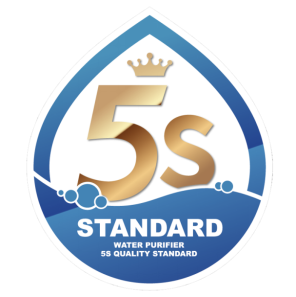 5s
STANDARD
WATER PURIFIER
5S QUALITY STANDARD